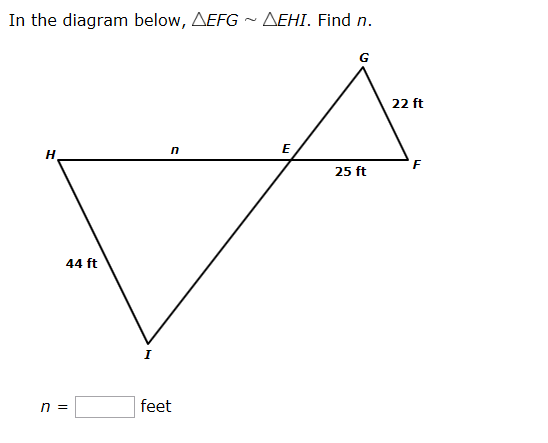 In the diagram below, △EFG ~ △EHI. Find n.
G
22 ft
H
n
E
F
25 ft
44 ft
I
n = feet